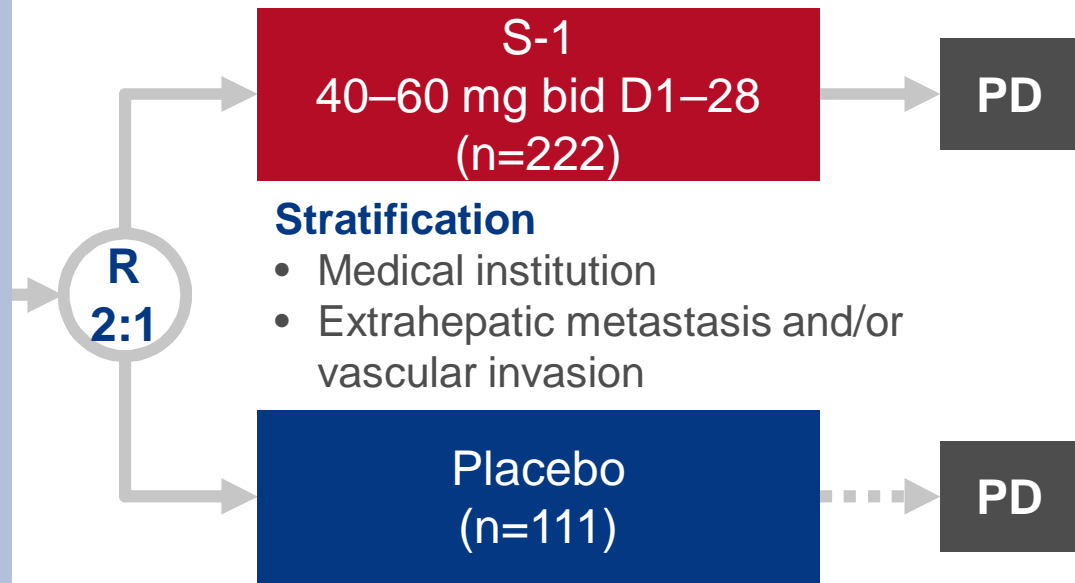 S-1
40–60 mg bid D1–28
(n=222)
PD
Stratification
• Medical institution
• Extrahepatic metastasis and/or
vascular invasion
R
2:1
Placebo
(n=111)
PD